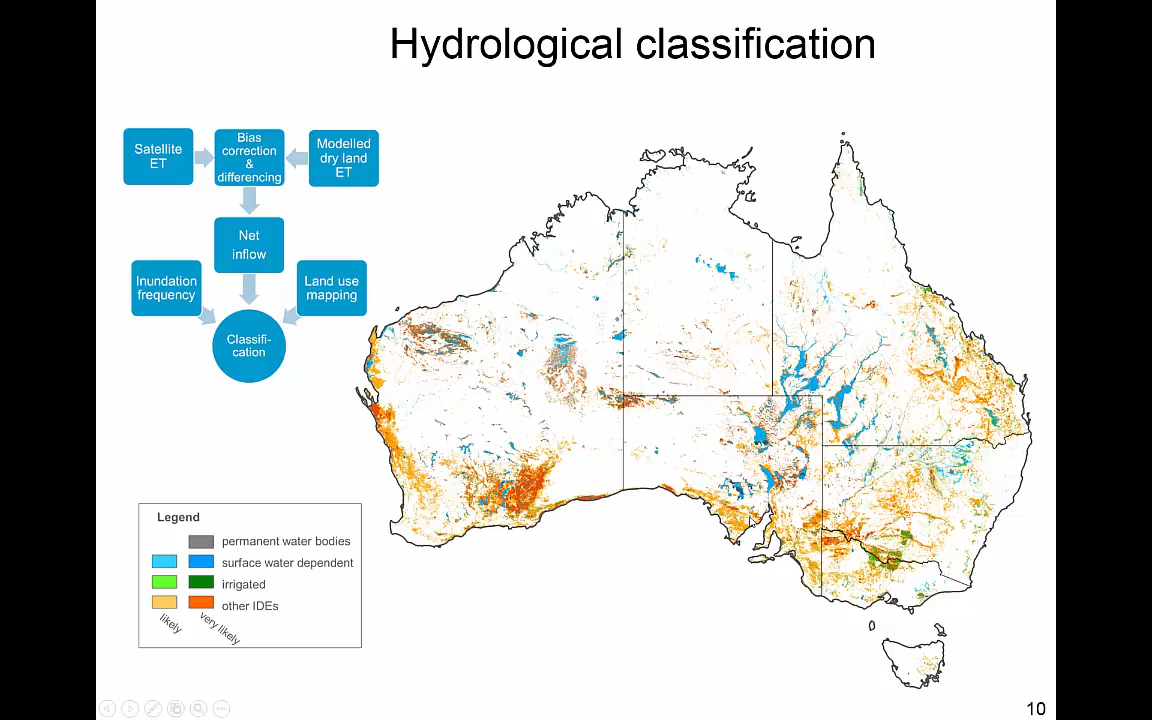 Hydrological classification
Satellite
ET
Bias
correction
&
differencing
Modelled
dry land
ET
Net
inflow
Inundation
frequency
Land use
mapping
Classifi-
cation
Legend
permanent water bodies
surface water dependent
irrigated
other IDEs
likely
very likely
10